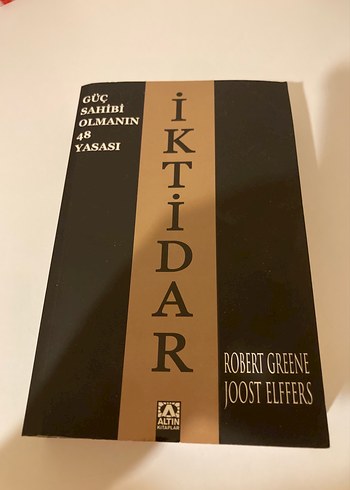 GÜÇ
SAHİBİ
OLMANIN
48
YASASI
İKTİDAR
ROBERT GREENE
JOOST ELFFERS
ALTIN
KİTAPLAR